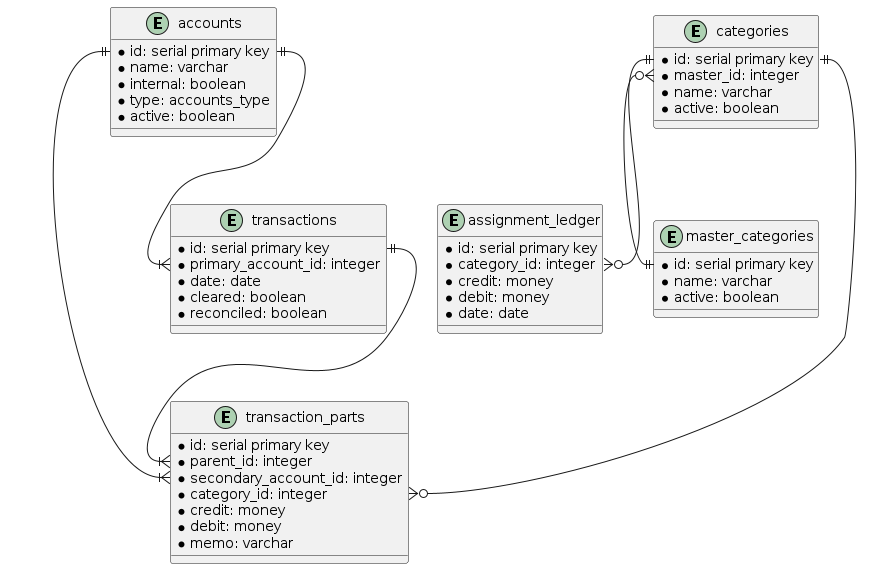 E accounts
id: serial primary key
name: varchar
internal: boolean
type: accounts_type
active: boolean
E categories
id: serial primary key
master_id: integer
name: varchar
active: boolean
E transactions
id: serial primary key
primary_account_id: integer
date: date
cleared: boolean
reconciled: boolean
E assignment_ledger
id: serial primary key
category_id: integer
credit: money
debit: money
date: date
E master_categories
id: serial primary key
name: varchar
active: boolean
E transaction_parts
id: serial primary key
parent_id: integer
secondary_account_id: integer
category_id: integer
credit: money
debit: money
memo: varchar